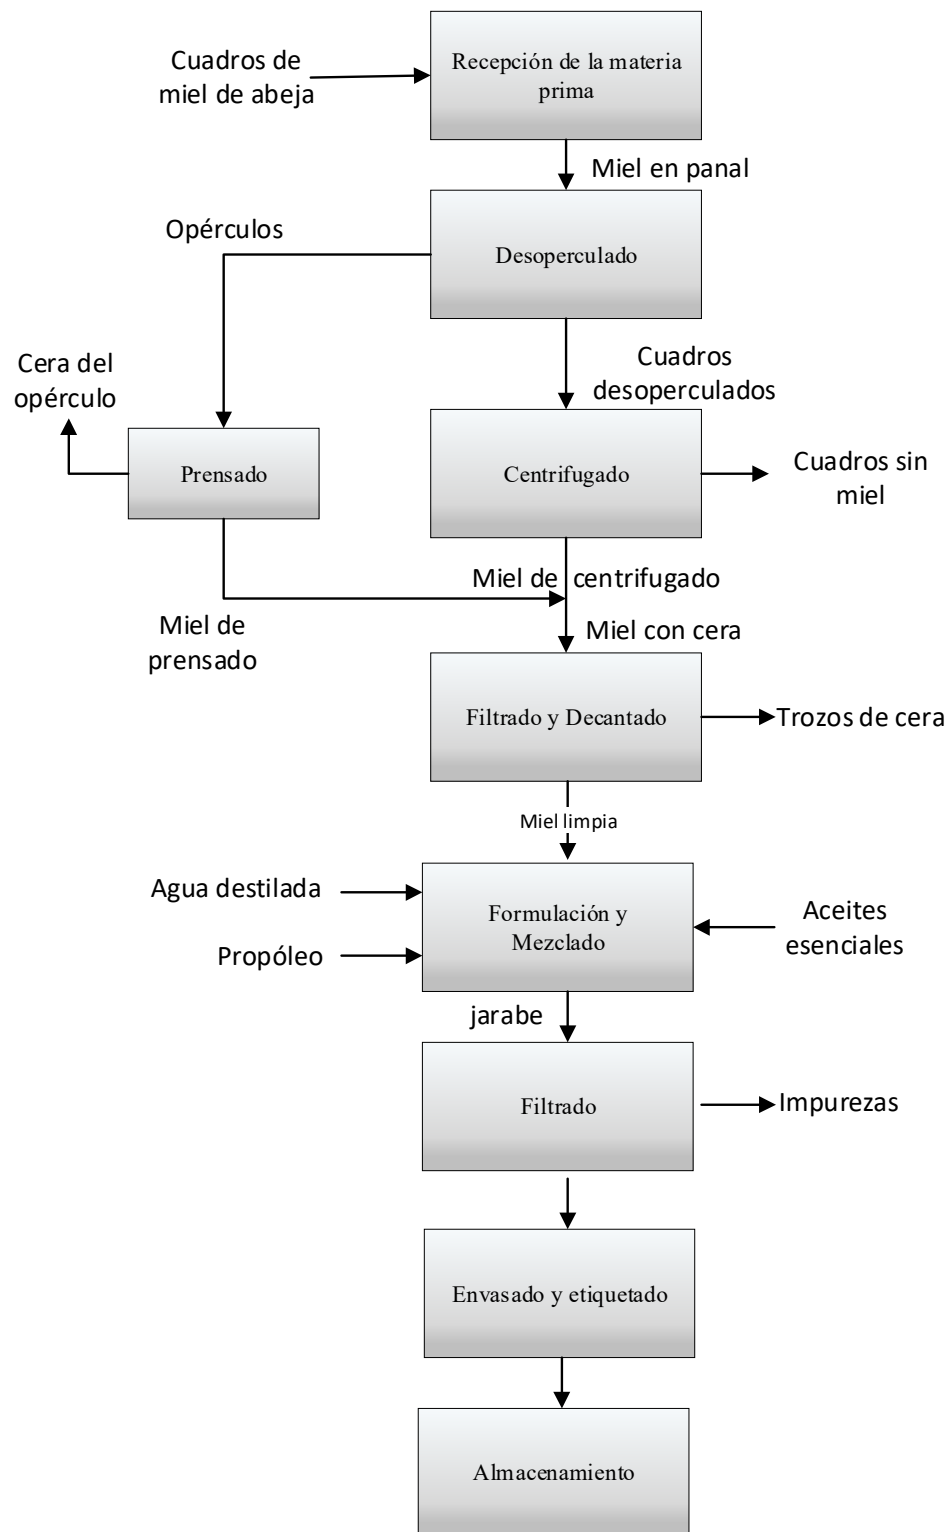 Cuadros de
miel de abeja
Recepción de la materia
prima
Miel en panal
Opérculos
Desoperculado
Cera del
opérculo
Cuadros
desoperculados
Prensado
Centrifugado
Cuadros sin
miel
Miel de centrifugado
Miel de
prensado
Miel con cera
Filtrado y Decantado
Trozos de cera
Miel limpia
Agua destilada
Propóleo
Formulación y
Mezclado
Aceites
esenciales
jarabe
Filtrado
Impurezas
Envasado y etiquetado
Almacenamiento